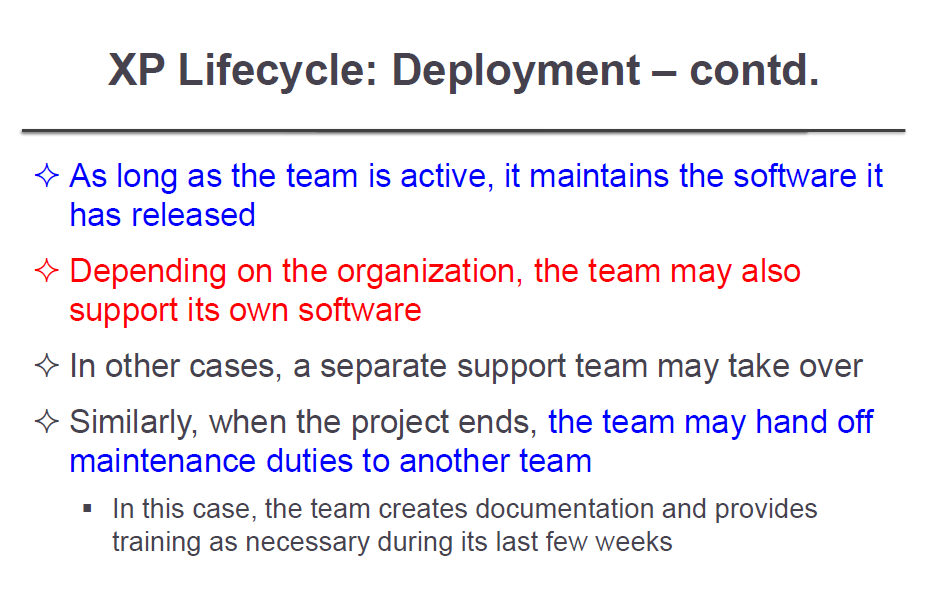 XP Lifecycle: Deployment – contd.
As long as the team is active, it maintains the software it
has released
Depending on the organization, the team may also
support its own software
In other cases, a separate support team may take over
Similarly, when the project ends, the team may hand off
maintenance duties to another team
In this case, the team creates documentation and provides
training as necessary during its last few weeks